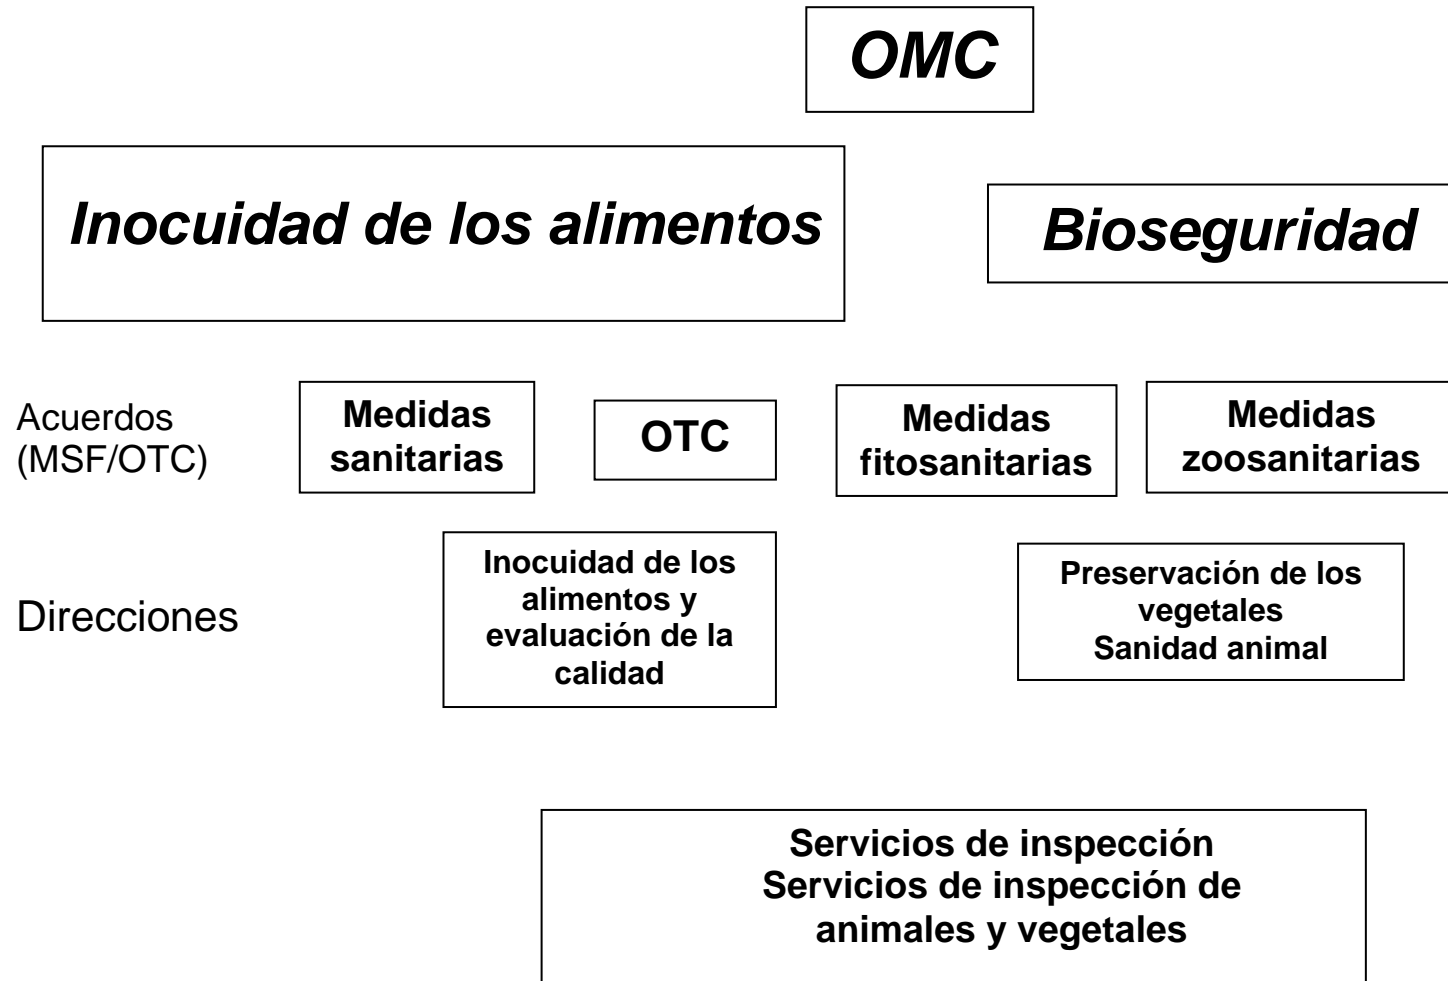 OMC
Inocuidad de los alimentos
Bioseguridad
Acuerdos
(MSF/OTC)
Medidas
sanitarias
OTC
Medidas
fitosanitarias
Medidas
zoosanitarias
Direcciones
Inocuidad de los
alimentos y
evaluación de la
calidad
Preservación de los
vegetales
Sanidad animal
Servicios de inspección
Servicios de inspección de
animales y vegetales